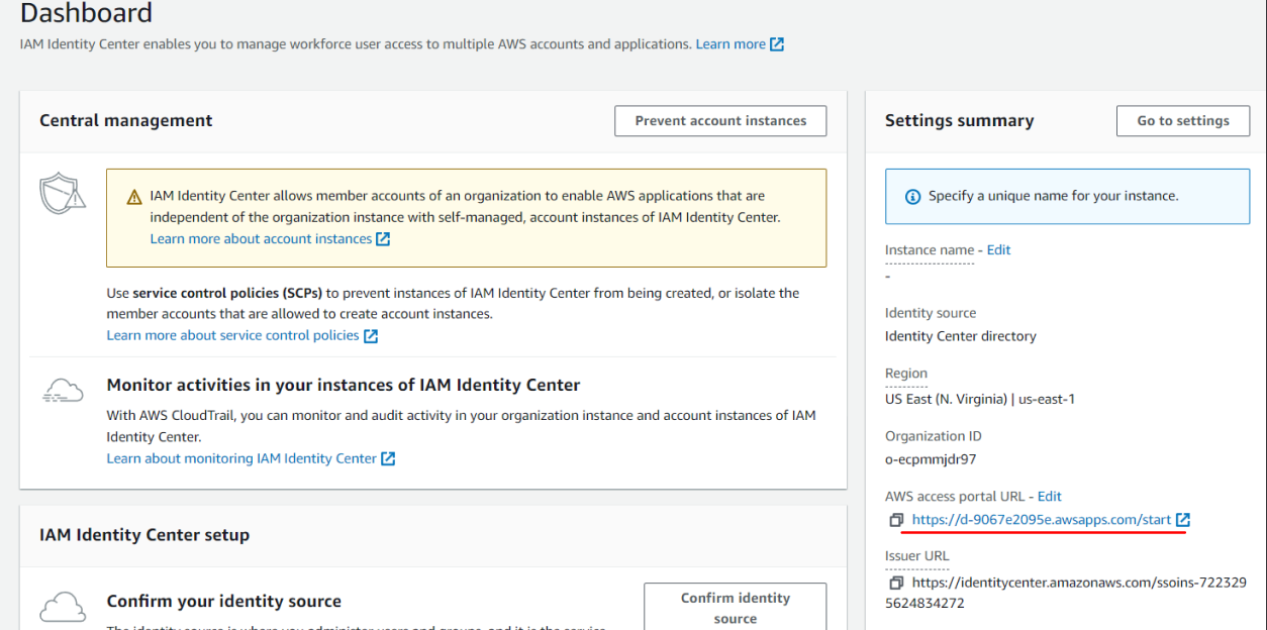 Dashboard
IAM Identity Center enables you to manage workforce user access to multiple AWS accounts and applications. Learn more
Central management
Prevent account instances
IAM Identity Center allows member accounts of an organization to enable AWS applications that are
independent of the organization instance with self-managed, account instances of IAM Identity Center.
Learn more about account instances
Use service control policies (SCPs) to prevent instances of IAM Identity Center from being created, or isolate the
member accounts that are allowed to create account instances.
Learn more about service control policies
Monitor activities in your instances of IAM Identity Center
With AWS CloudTrail, you can monitor and audit activity in your organization instance and account instances of IAM
Identity Center.
Learn about monitoring IAM Identity Center
IAM Identity Center setup
Confirm your identity source
Confirm identity
source
The identity source is where you administer users and groups, and it is the service
Settings summary
Go to settings
Specify a unique name for your instance.
Instance name - Edit
-
Identity source
Identity Center directory
Region
US East (N. Virginia) | us-east-1
Organization ID
o-ecpmmjdr97
AWS access portal URL - Edit
https://d-9067e2095e.awsapps.com/start
Issuer URL
https://identitycenter.amazonaws.com/ssoins-722329
5624834272